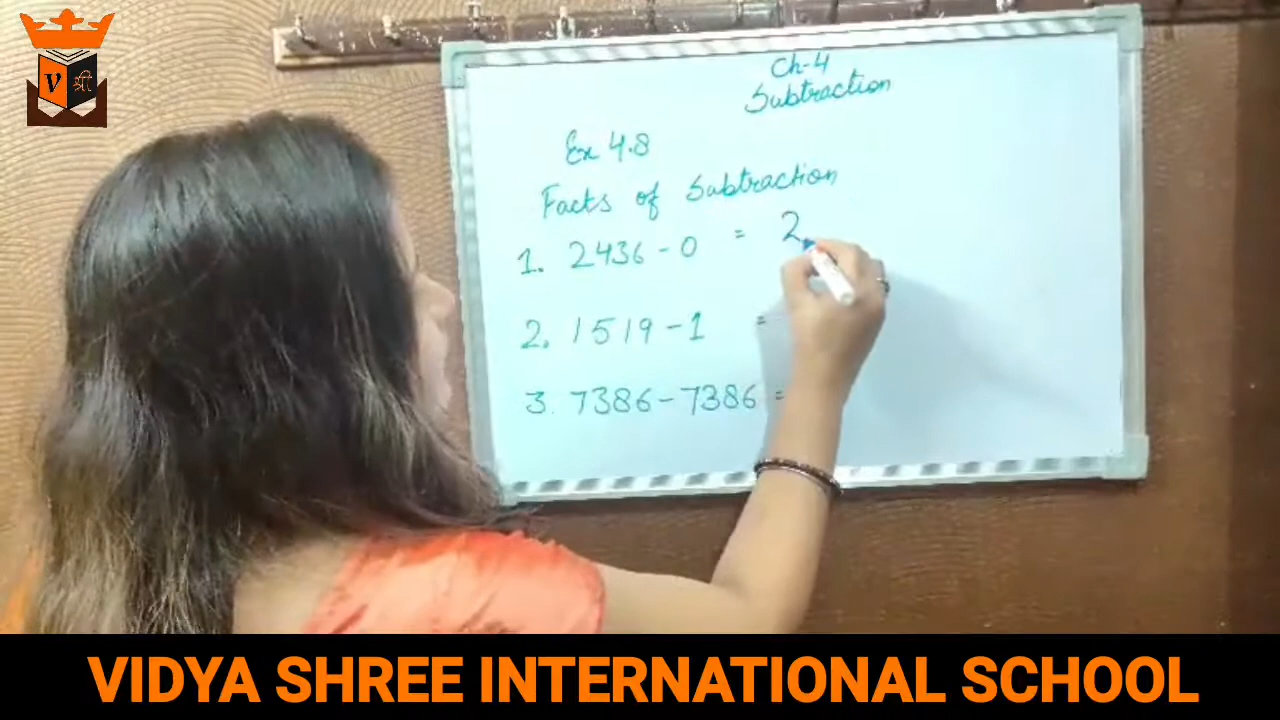 V श्री
Ch-4
Subtraction
Ex 4.8
Facts of Subtraction
1. 2436 - 0 = 2
2. 1519 - 1 =
3. 7386 - 7386 =
VIDYA SHREE INTERNATIONAL SCHOOL